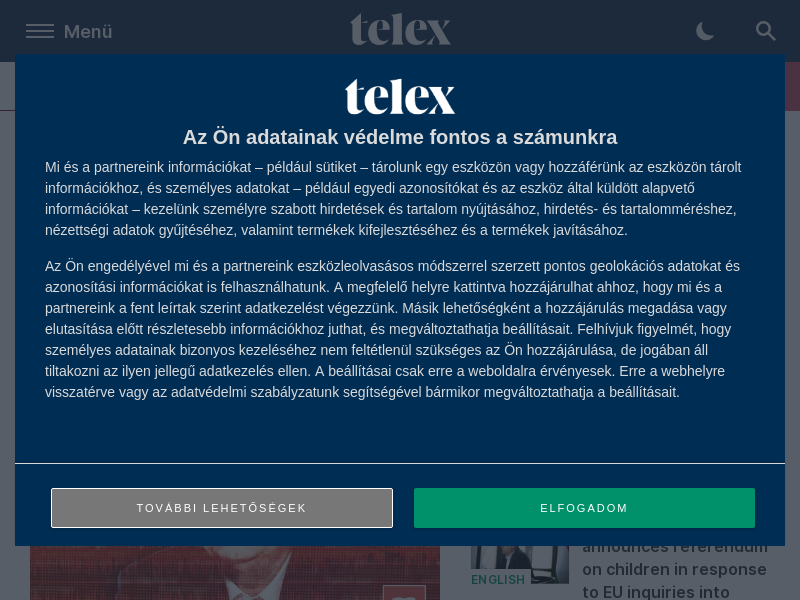 Menü
telex
telex
Az Ön adatainak védelme fontos a számunkra
Mi és a partnereink információkat – például sütiket – tárolunk egy eszközön vagy hozzáférünk az eszközön tárolt
információkhoz, és személyes adatokat – például egyedi azonosítókat és az eszköz által küldött alapvető
információkat – kezelünk személyre szabott hirdetések és tartalom nyújtásához, hirdetés- és tartalomméréshez,
nézettségi adatok gyűjtéséhez, valamint termékek kifejlesztéséhez és a termékek javításához.
Az Ön engedélyével mi és a partnereink eszközleolvasásos módszerrel szerzett pontos geolokációs adatokat és
azonosítási információkat is felhasználhatunk. A megfelelő helyre kattintva hozzájárulhat ahhoz, hogy mi és a
partnereink a fent leírtak szerint adatkezelést végezzünk. Másik lehetőségként a hozzájárulás megadása vagy
elutasítása előtt részletesebb információkhoz juthat, és megváltoztathatja beállításait. Felhívjuk figyelmét, hogy
személyes adatainak bizonyos kezeléséhez nem feltétlenül szükséges az Ön hozzájárulása, de jogában áll
tiltakozni az ilyen jellegű adatkezelés ellen. A beállításai csak erre a weboldalra érvényesek. Erre a webhelyre
visszatérve vagy az adatvédelmi szabályzatunk segítségével bármikor megváltoztathatja a beállításait.
TOVÁBBI LEHETŐSÉGEK
ELFOGADOM
announces referendum
on children in response
to EU inquiries into
ENGLISH